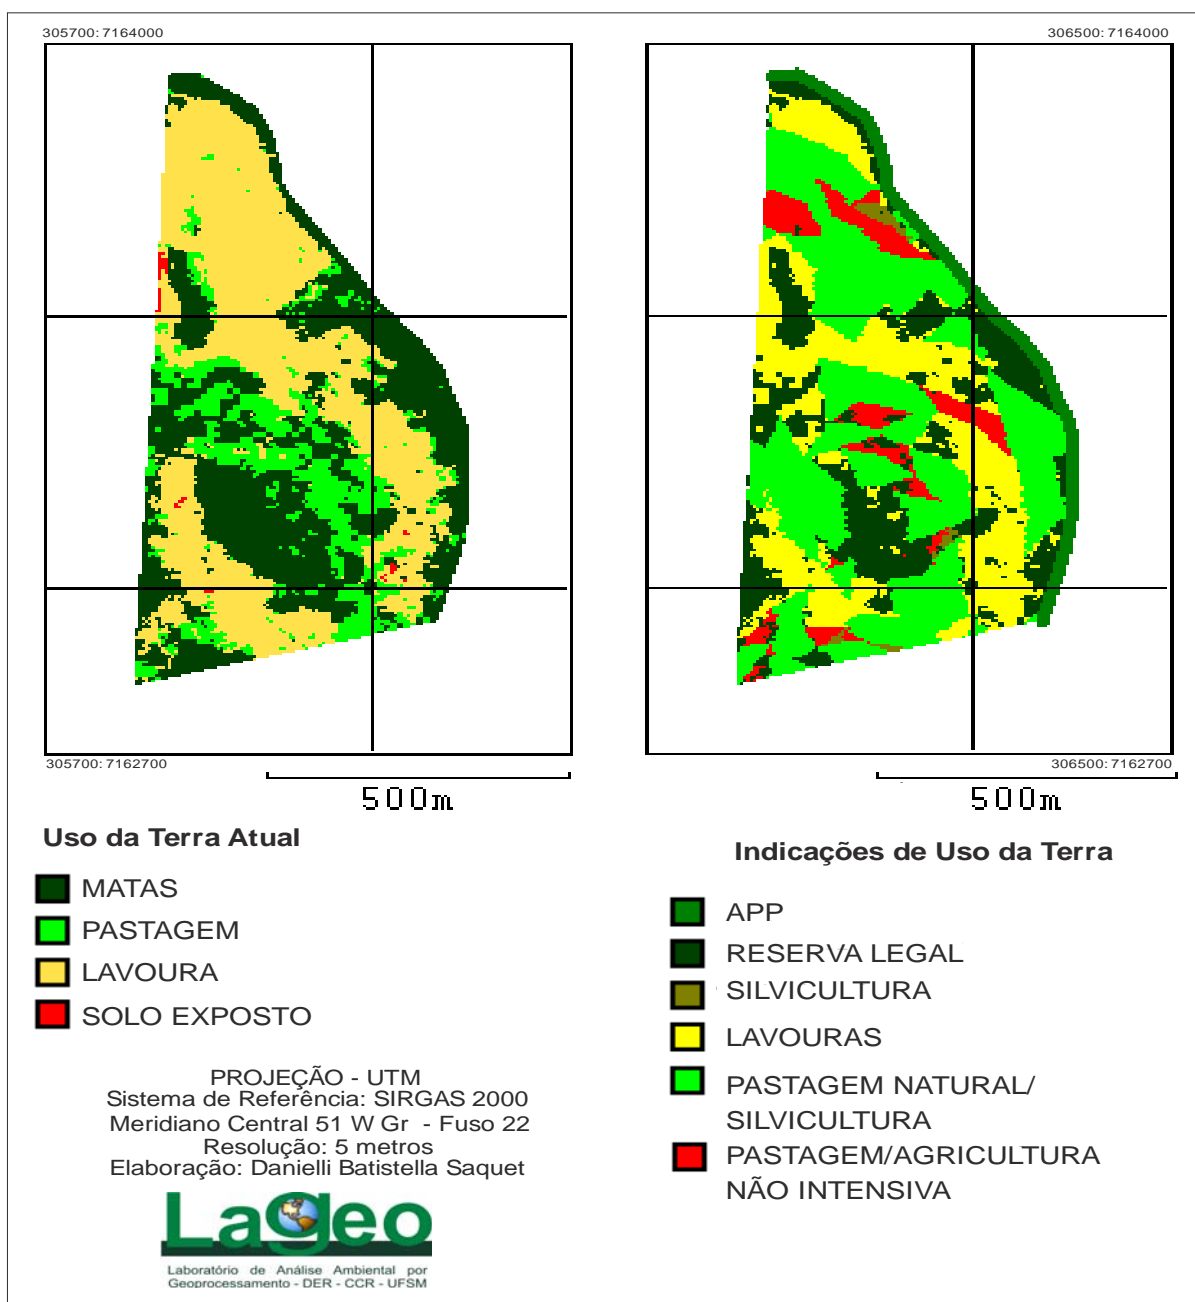 305700: 7164000
306500: 7164000
305700: 7162700
306500: 7162700
500m
500m
Uso da Terra Atual
MATAS
PASTAGEM
LAVOURA
SOLO EXPOSTO
Indicações de Uso da Terra
APP
RESERVA LEGAL
SILVICULTURA
LAVOURAS
PASTAGEM NATURAL/
SILVICULTURA
PASTAGEM/AGRICULTURA
NÃO INTENSIVA
PROJEÇÃO - UTM
Sistema de Referência: SIRGAS 2000
Meridiano Central 51 W Gr - Fuso 22
Resolução: 5 metros
Elaboração: Danielli Batistella Saquet
Lageo
Laboratório de Análise Ambiental por
Geoprocessamento - DER - CCR - UFSM